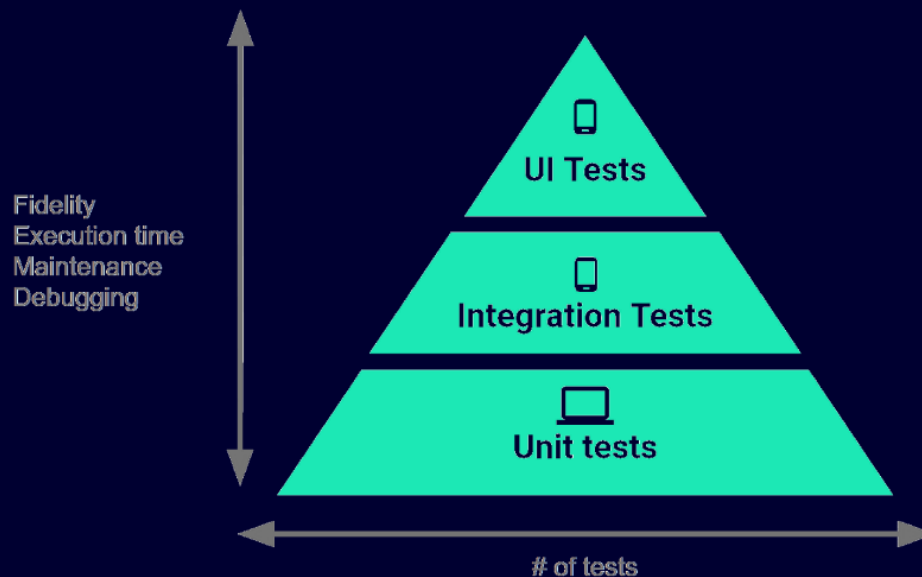 UI Tests
Fidelity
Execution time
Maintenance
Debugging
Integration Tests
Unit tests
# of tests